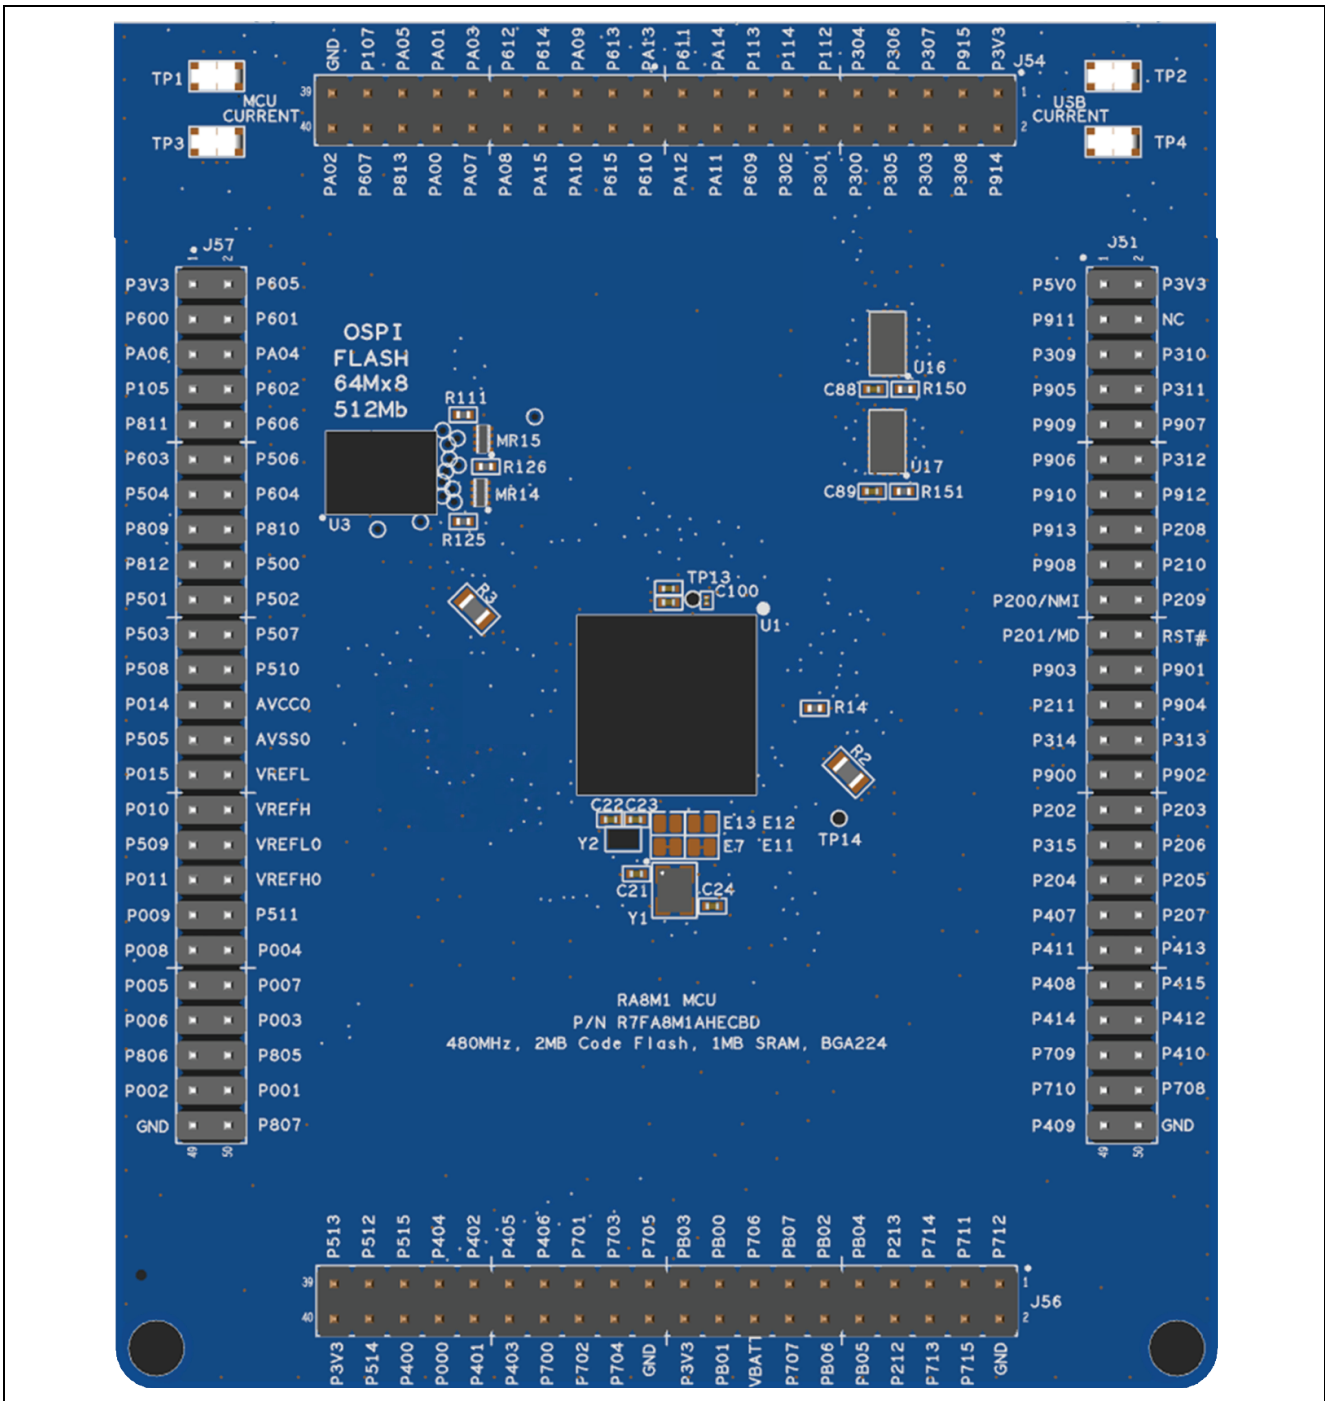 GND P107 PA05 PA01 PA03 P612 P614 PA09 P613 PA13 P611 PA14 P113 P114 P112 P304 P306 P307 P915 P3V3
J54
TP1
TP2
39
1
MCU
CURRENT
USB
CURRENT
40
2
TP3
TP4
PA02 P607 P813 PA00 PA07 PA08 PA15 PA10 P615 P610 PA12 PA11 P609 P302 P301 P300 P305 P303 P308 P914
J57
1 2
P3V3 P605
P600 P601
PA06 PA04
P105 P602
P811 P606
P603 P506
P504 P604
P809 P810
P812 P500
P501 P502
P503 P507
P508 P510
P014 AVCC0
P505 AVSS0
P015 VREFL
P010 VREFH
P509 VREFL0
P011 VREFH0
P009 P511
P008 P004
P005 P007
P006 P003
P806 P805
P002 P001
GND P807
49 50
OSPI
FLASH
64Mx8
512Mb
R111
MR15
R126
MR14
U3
R125
R3
U16
C88
R150
U17
C89
R151
TP13
C100
U1
R14
R2
TP14
C22 C23
E13 E12
Y2
E7 E11
C21
C24
Y1
RA8M1 MCU
P/N R7FA8M1AHECBD
480MHz, 2MB Code Flash, 1MB SRAM, BGA224
J51
1 2
P5V0 P3V3
P911 NC
P309 P310
P905 P311
P909 P907
P906 P312
P910 P912
P913 P208
P908 P210
P200/NMI P209
P201/MD RST#
P903 P901
P211 P904
P314 P313
P900 P902
P202 P203
P315 P206
P204 P205
P407 P207
P411 P413
P408 P415
P414 P412
P709 P410
P710 P708
P409 GND
49 50
P513 P512 P515 P404 P402 P405 P406 P701 P703 P705 PB03 PB00 P706 PB07 PB02 PB04 P213 P714 P711 P712
39
1
J56
40
2
P3V3 P514 P400 P000 P401 P403 P700 P702 P704 GND P3V3 PB01 VBATT P707 PB06 PB05 P212 P713 P715 GND